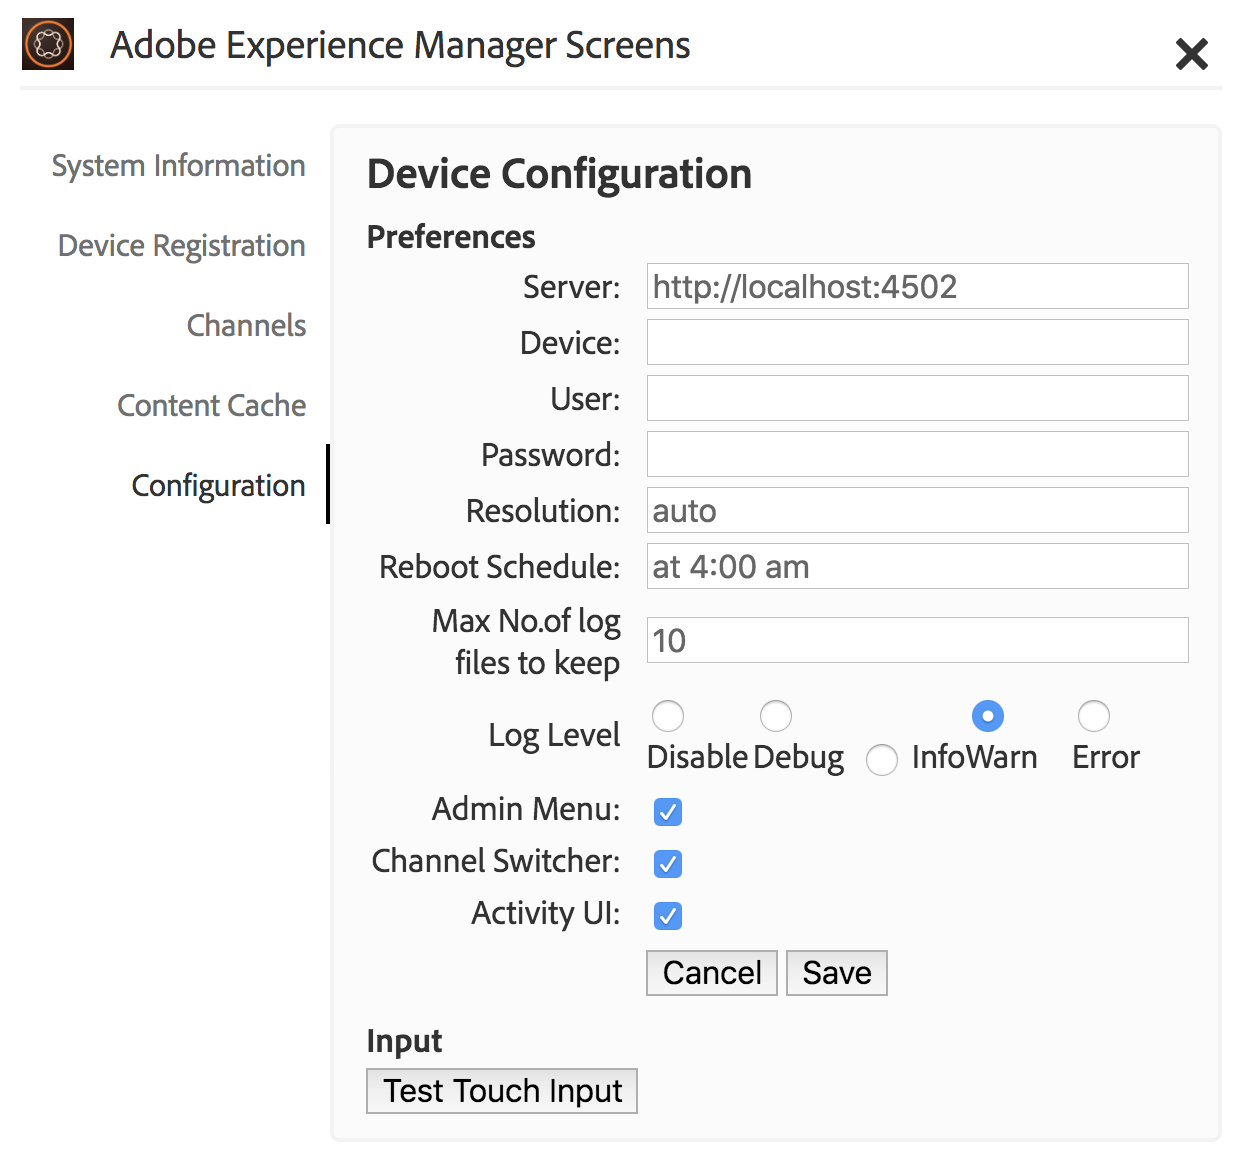 Adobe Experience Manager Screens
System Information
Device Registration
Channels
Content Cache
Configuration
Device Configuration
Preferences
Server: http://localhost:4502
Device:
User:
Password:
Resolution: auto
Reboot Schedule: at 4:00 am
Max No.of log
files to keep 10
Log Level
Disable Debug InfoWarn Error
Admin Menu:
Channel Switcher:
Activity UI:
Cancel Save
Input
Test Touch Input